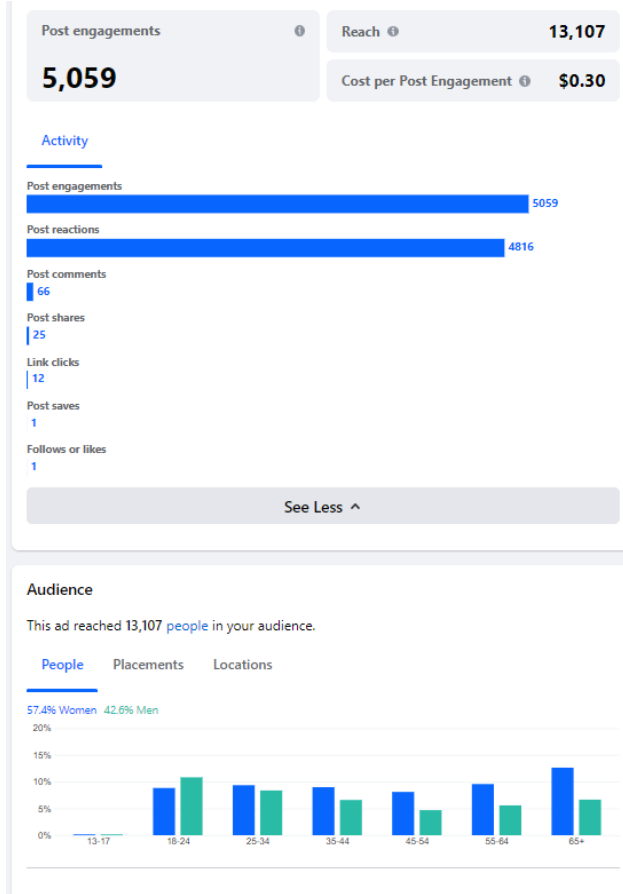 Post engagements
5,059
Reach 13,107
Cost per Post Engagement $0.30
Activity
Post engagements
5059
Post reactions
4816
Post comments
66
Post shares
25
Link clicks
12
Post saves
1
Follows or likes
1
See Less
Audience
This ad reached 13,107 people in your audience.
People Placements Locations
57.4% Women 42.6% Men
20%
15%
10%
5%
0%
13-17 18-24 25-34 35-44 45-54 55-64 65+